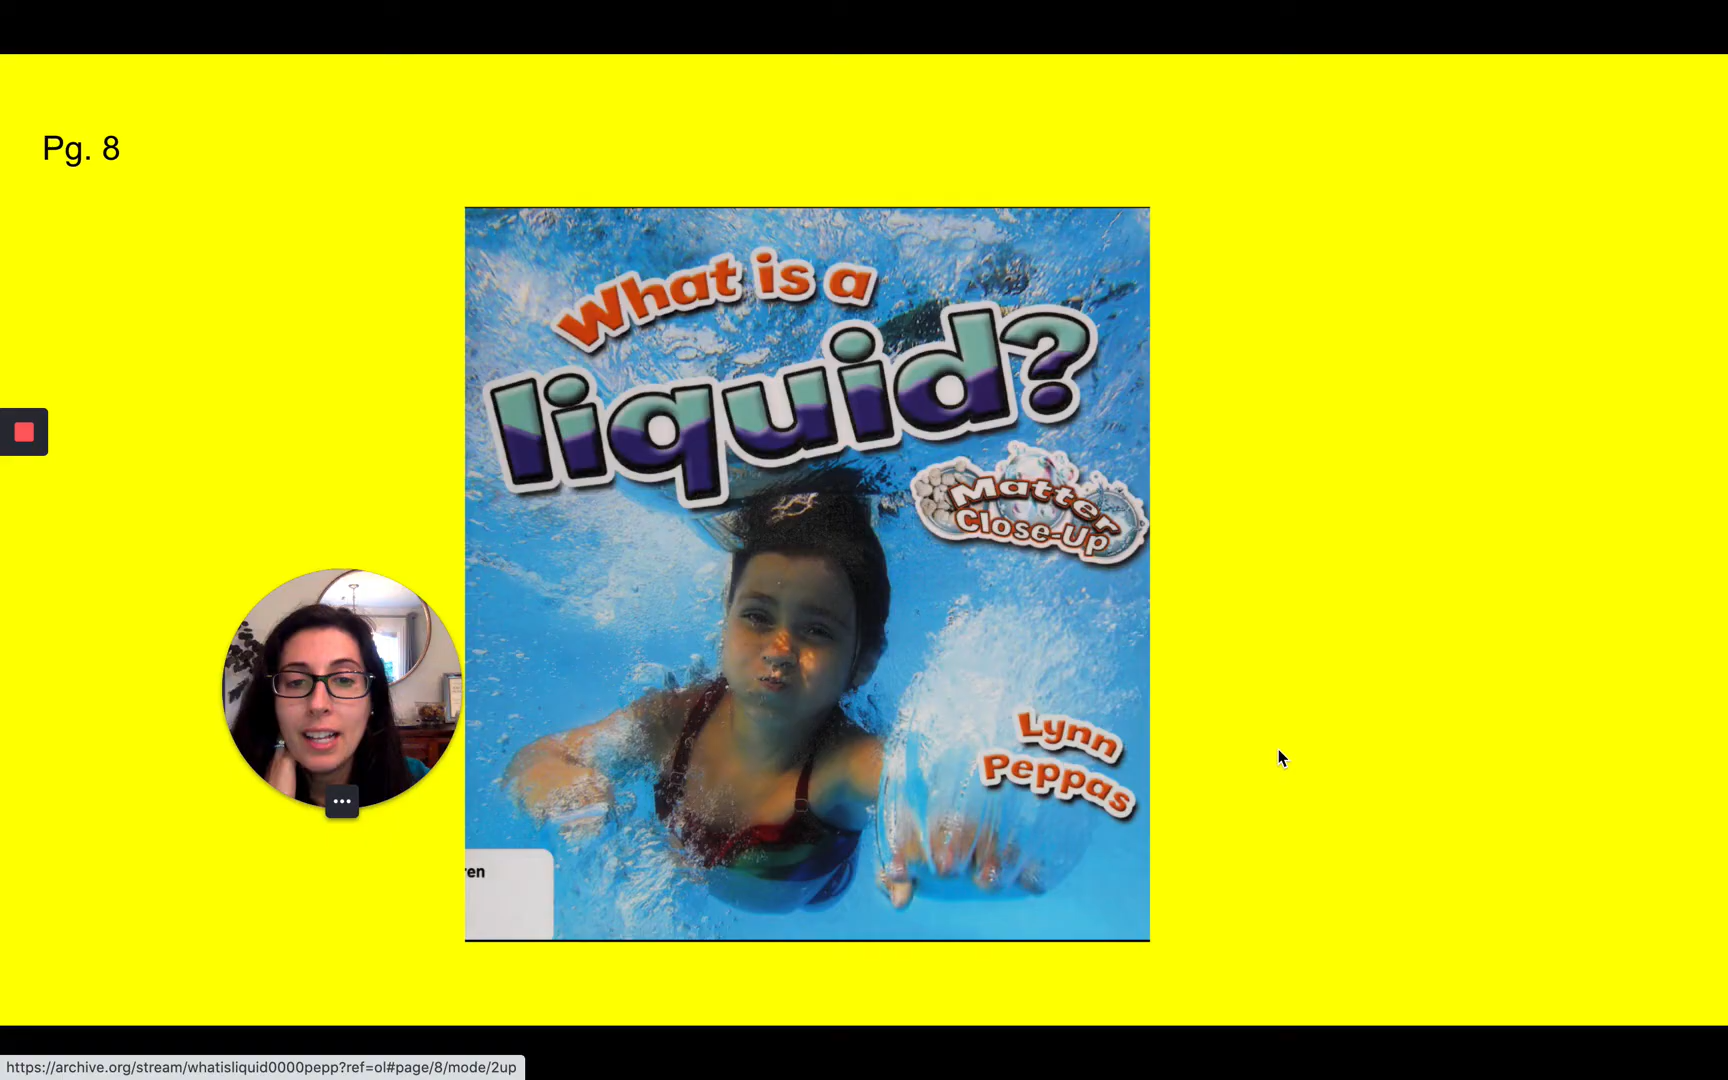 Pg. 8
What is a
liquid?
Matter
Close-Up
Lynn
Peppas
ren
https://archive.org/stream/whatisliquid0000pepp?ref=ol#page/8/mode/2up